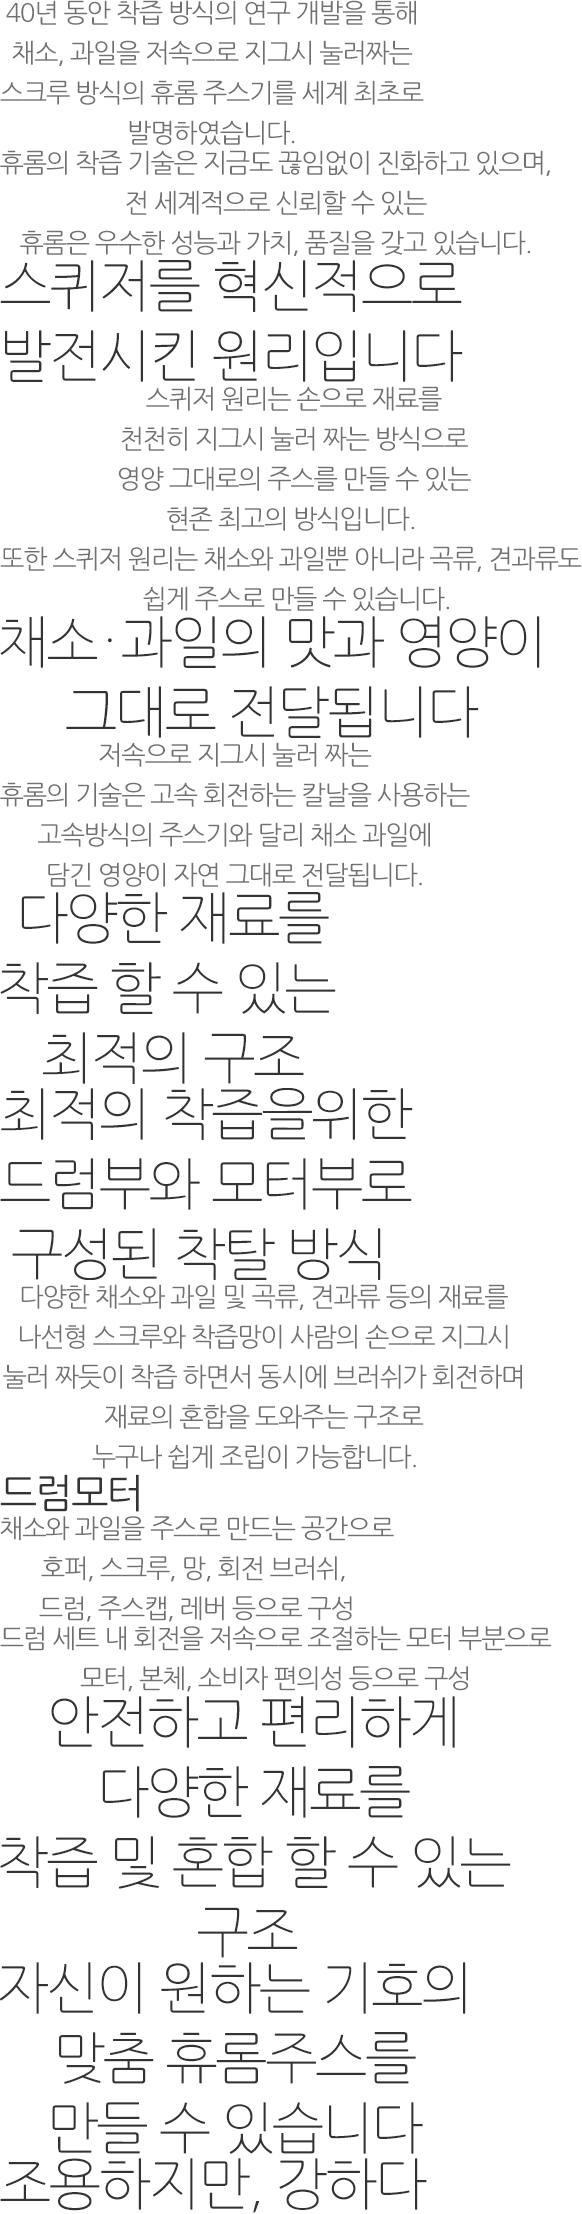 40년 동안 착즙 방식의 연구 개발을 통해
채소, 과일을 저속으로 지그시 눌러짜는
스크루 방식의 휴롬 주스기를 세계 최초로
발명하였습니다.
휴롬의 착즙 기술은 지금도 끊임없이 진화하고 있으며,
전 세계적으로 신뢰할 수 있는
휴롬은 우수한 성능과 가치, 품질을 갖고 있습니다.
스퀴저를 혁신적으로
발전시킨 원리입니다
스퀴저 원리는 손으로 재료를
천천히 지그시 눌러 짜는 방식으로
영양 그대로의 주스를 만들 수 있는
현존 최고의 방식입니다.
또한 스퀴저 원리는 채소와 과일뿐 아니라 곡류, 견과류도
쉽게 주스로 만들 수 있습니다.
채소·과일의 맛과 영양이
그대로 전달됩니다
저속으로 지그시 눌러 짜는
휴롬의 기술은 고속 회전하는 칼날을 사용하는
고속방식의 주스기와 달리 채소 과일에
담긴 영양이 자연 그대로 전달됩니다.
다양한 재료를
착즙 할 수 있는
최적의 구조
최적의 착즙을위한
드럼부와 모터부로
구성된 착탈 방식
다양한 채소와 과일 및 곡류, 견과류 등의 재료를
나선형 스크루와 착즙망이 사람의 손으로 지그시
눌러 짜듯이 착즙 하면서 동시에 브러쉬가 회전하며
재료의 혼합을 도와주는 구조로
누구나 쉽게 조립이 가능합니다.
드럼모터
채소와 과일을 주스로 만드는 공간으로
호퍼, 스크루, 망, 회전 브러쉬,
드럼, 주스캡, 레버 등으로 구성
드럼 세트 내 회전을 저속으로 조절하는 모터 부분으로
모터, 본체, 소비자 편의성 등으로 구성
안전하고 편리하게
다양한 재료를
착즙 및 혼합 할 수 있는
구조
자신이 원하는 기호의
맞춤 휴롬주스를
만들 수 있습니다
조용하지만, 강하다